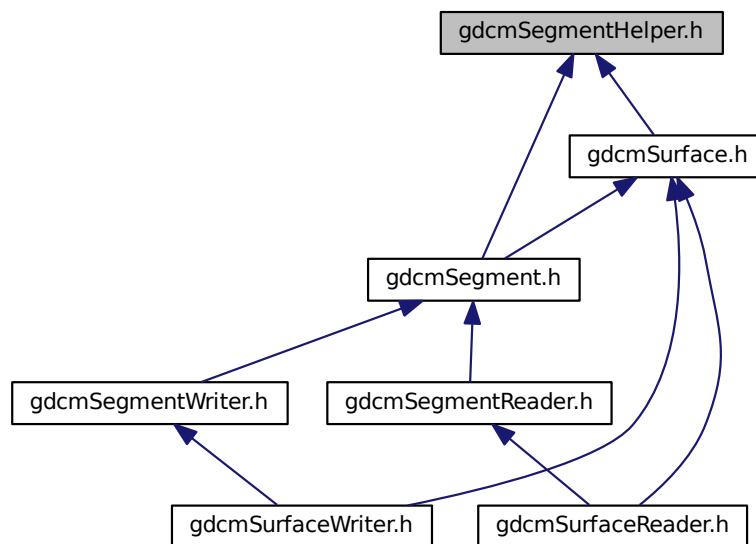 gdcmSegmentHelper.h
gdcmSurface.h
gdcmSegment.h
gdcmSegmentWriter.h
gdcmSegmentReader.h
gdcmSurfaceWriter.h
gdcmSurfaceReader.h